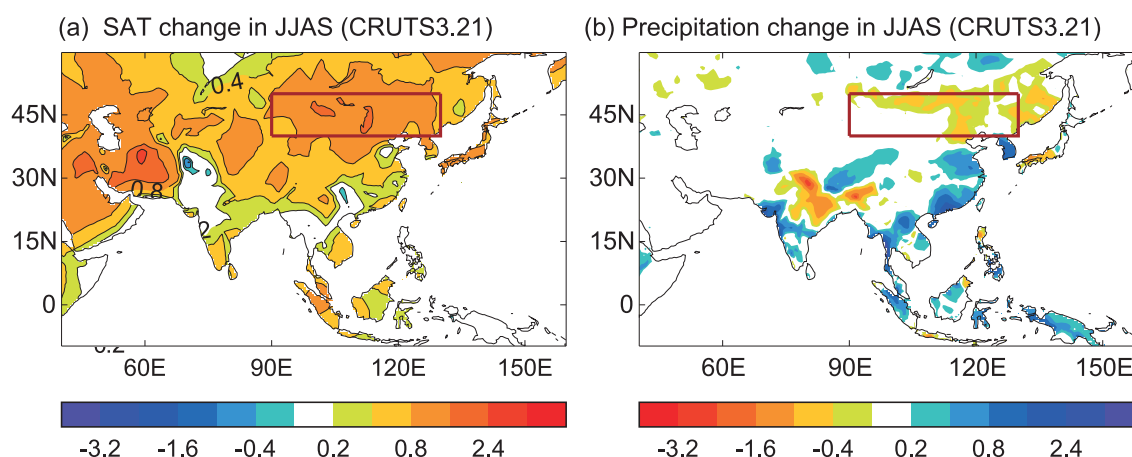 (a) SAT change in JJAS (CRUTS3.21)
(b) Precipitation change in JJAS (CRUTS3.21)
0.4
45N
45N
30N
0.8
30N
15N
2
15N
0
0
0.2
60E 90E 120E 150E
60E 90E 120E 150E
-3.2 -1.6 -0.4 0.2 0.8 2.4
-3.2 -1.6 -0.4 0.2 0.8 2.4